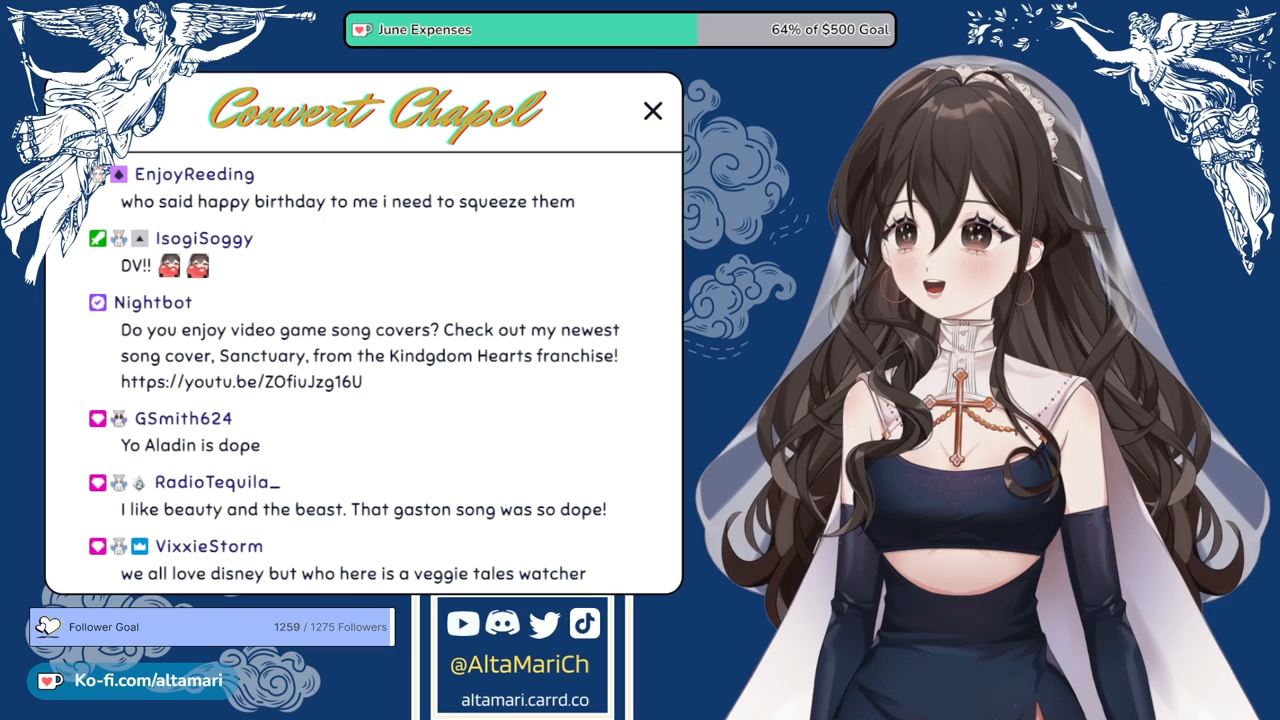 June Expenses 64% of $500 Goal
Convert Chapel
EnjoyReeding
who said happy birthday to me i need to squeeze them
IsogiSoggy
DV!!
Nightbot
Do you enjoy video game song covers? Check out my newest
song cover, Sanctuary, from the Kindgdom Hearts franchise!
https://youtu.be/ZOfiuJzg16U
GSmith624
Yo Aladin is dope
RadioTequila_
I like beauty and the beast. That gaston song was so dope!
VixxieStorm
we all love disney but who here is a veggie tales watcher
Follower Goal 1259 / 1275 Followers
Ko-fi.com/altamari
@AltaMariCh
altamari.carrd.co